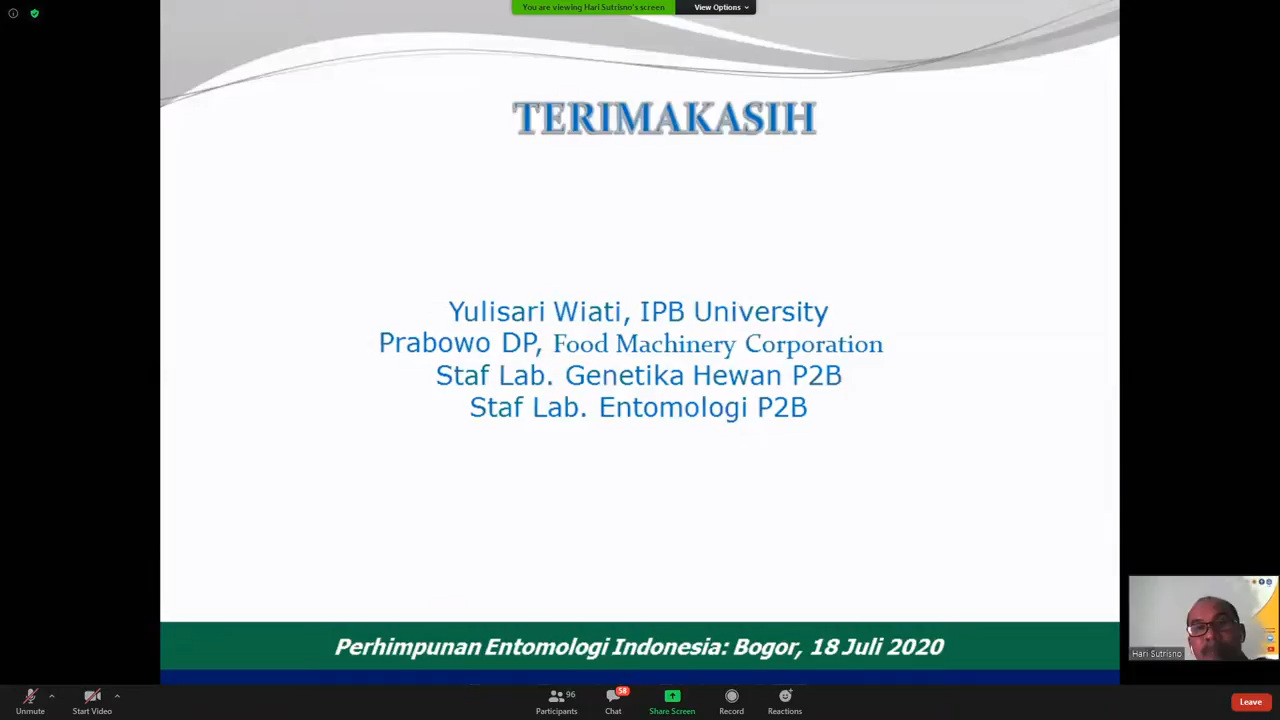 You are viewing Hari Sutrisno's screen
View Options
TERIMAKASIH
Yulisari Wiati, IPB University
Prabowo DP, Food Machinery Corporation
Staf Lab. Genetika Hewan P2B
Staf Lab. Entomologi P2B
Perhimpunan Entomologi Indonesia: Bogor, 18 Juli 2020
Hari Sutrisno
Unmute
Start Video
96
Participants
58
Chat
Share Screen
Record
Reactions
Leave